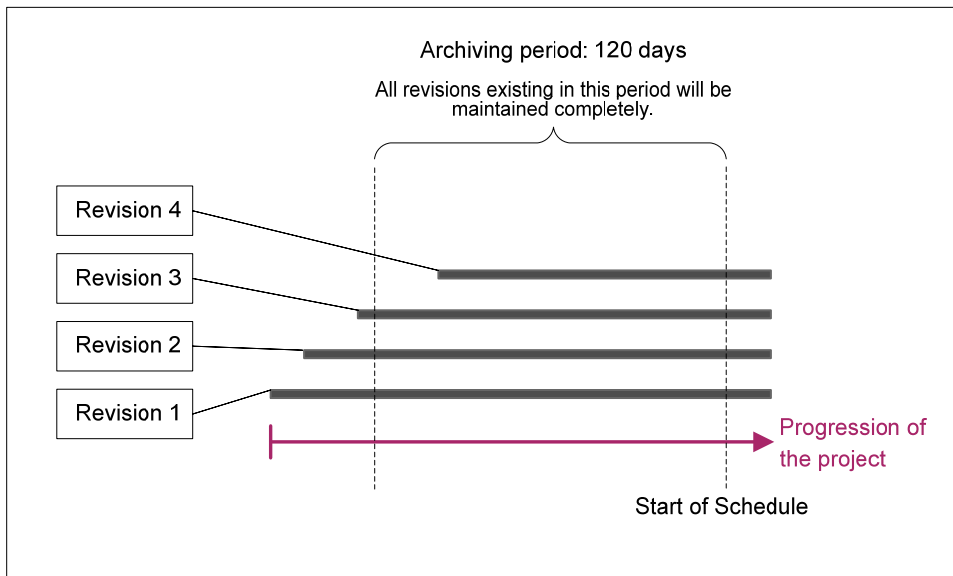 Archiving period: 120 days
All revisions existing in this period will be
maintained completely.
Revision 4
Revision 3
Revision 2
Revision 1
Progression of
the project
Start of Schedule